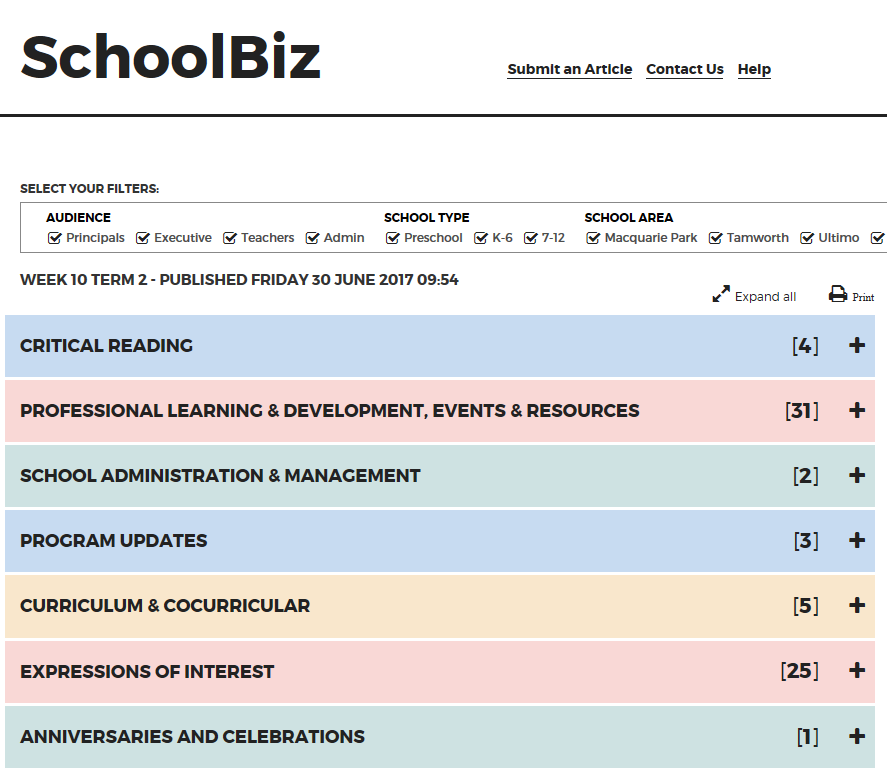 SchoolBiz
Submit an Article Contact Us Help
SELECT YOUR FILTERS:
AUDIENCE SCHOOL TYPE SCHOOL AREA
Principals Executive Teachers Admin Preschool K-6 7-12 Macquarie Park Tamworth Ultimo
WEEK 10 TERM 2 - PUBLISHED FRIDAY 30 JUNE 2017 09:54
Expand all Print
CRITICAL READING [4] +
PROFESSIONAL LEARNING & DEVELOPMENT, EVENTS & RESOURCES [31] +
SCHOOL ADMINISTRATION & MANAGEMENT [2] +
PROGRAM UPDATES [3] +
CURRICULUM & COCURRICULAR [5] +
EXPRESSIONS OF INTEREST [25] +
ANNIVERSARIES AND CELEBRATIONS [1] +